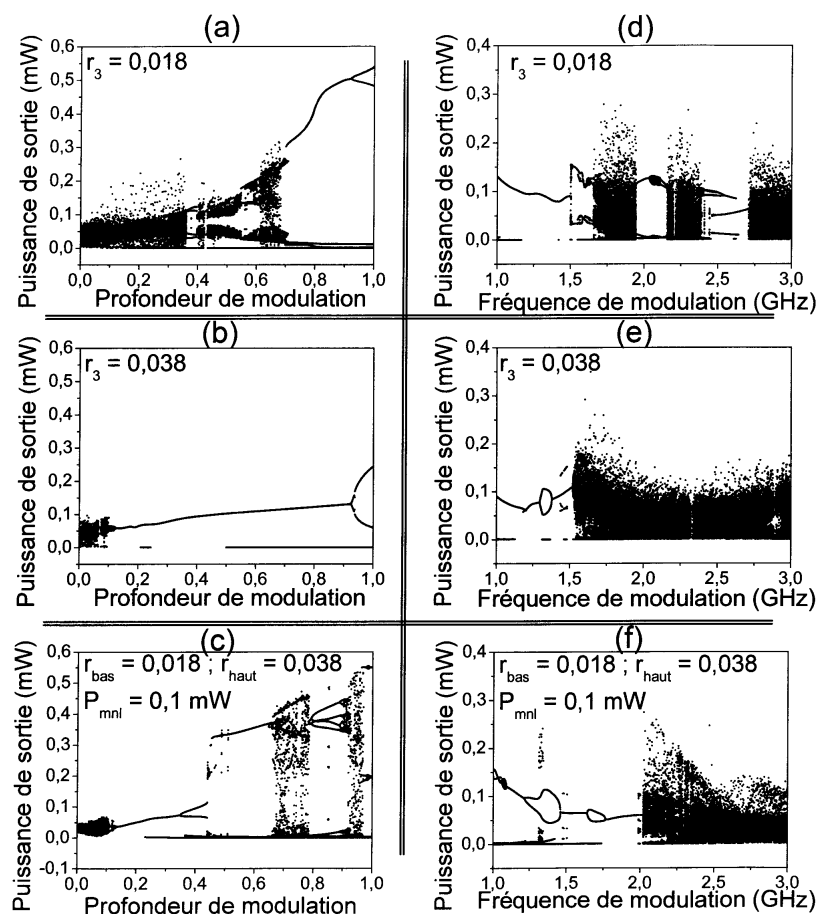 (a)
Puissance de sortie (mW)
0,6
0,5
0,4
0,3
0,2
0,1
0,0
r3 = 0,018
0,0 0,2 0,4 0,6 0,8 1,0
Profondeur de modulation
(d)
Puissance de sortie (mW)
0,4
0,3
0,2
0,1
0,0
r3 = 0,018
1,0 1,5 2,0 2,5 3,0
Fréquence de modulation (GHz)
(b)
Puissance de sortie (mW)
0,6
0,5
0,4
0,3
0,2
0,1
0,0
r3 = 0,038
0,0 0,2 0,4 0,6 0,8 1,0
Profondeur de modulation
(e)
Puissance de sortie (mW)
0,4
0,3
0,2
0,1
0,0
r3 = 0,038
1,0 1,5 2,0 2,5 3,0
Fréquence de modulation (GHz)
(c)
Puissance de sortie (mW)
0,6
0,5
0,4
0,3
0,2
0,1
0,0
-0,1
rbas = 0,018 ; rhaut = 0,038
Pmnl = 0,1 mW
0,0 0,2 0,4 0,6 0,8 1,0
Profondeur de modulation
(f)
Puissance de sortie (mW)
0,4
0,3
0,2
0,1
0,0
rbas = 0,018 ; rhaut = 0,038
Pmnl = 0,1 mW
1,0 1,5 2,0 2,5 3,0
Fréquence de modulation (GHz)